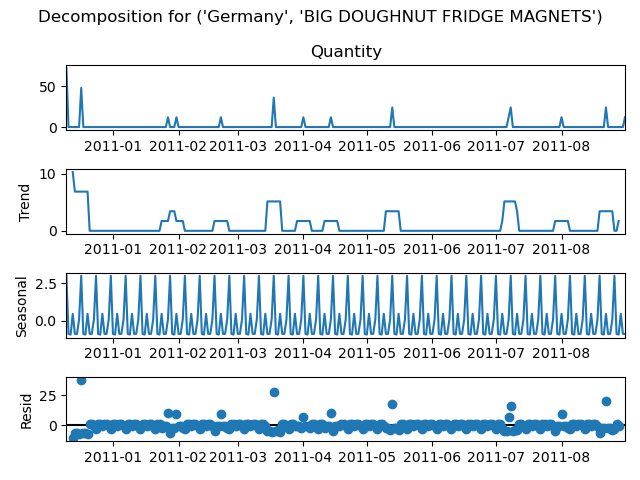 Decomposition for ('Germany', 'BIG DOUGHNUT FRIDGE MAGNETS')
Quantity
50
0
2011-01 2011-02 2011-03 2011-04 2011-05 2011-06 2011-07 2011-08
Trend
10
0
2011-01 2011-02 2011-03 2011-04 2011-05 2011-06 2011-07 2011-08
Seasonal
2.5
0.0
2011-01 2011-02 2011-03 2011-04 2011-05 2011-06 2011-07 2011-08
Resid
25
0
2011-01 2011-02 2011-03 2011-04 2011-05 2011-06 2011-07 2011-08